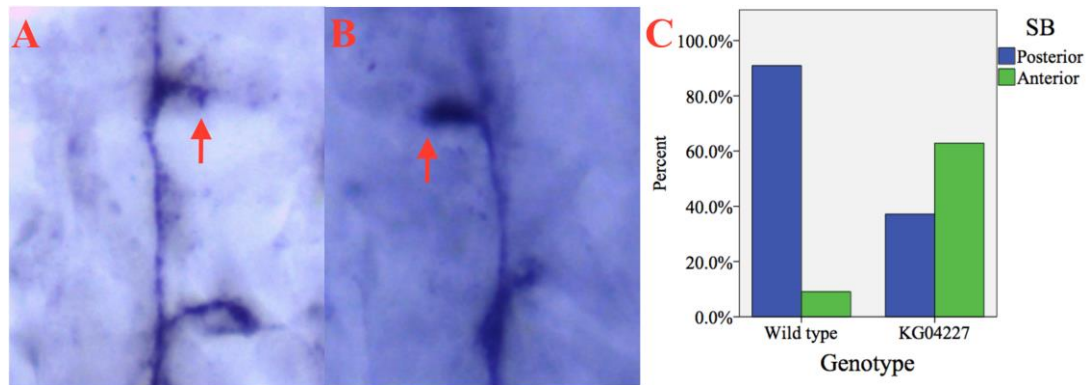 A
B
C
SB
Posterior
Anterior
100.0%
80.0%
60.0%
40.0%
20.0%
0.0%
Percent
Wild type
KG04227
Genotype